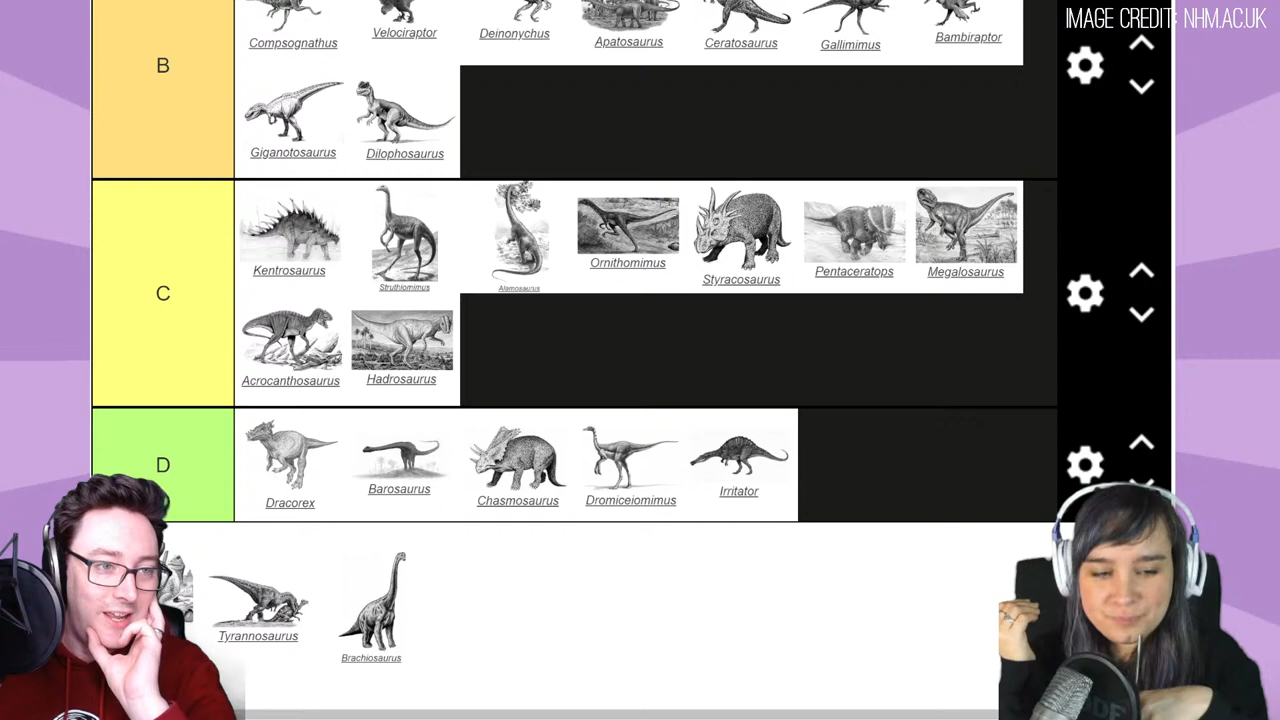 IMAGE CREDIT: NHM.AC.UK
B
Compsognathus
Velociraptor
Deinonychus
Apatosaurus
Ceratosaurus
Gallimimus
Bambiraptor
Giganotosaurus
Dilophosaurus
C
Kentrosaurus
Struthiomimus
Alamosaurus
Ornithomimus
Styracosaurus
Pentaceratops
Megalosaurus
Acrocanthosaurus
Hadrosaurus
D
Dracorex
Barosaurus
Chasmosaurus
Dromiceiomimus
Irritator
Tyrannosaurus
Brachiosaurus